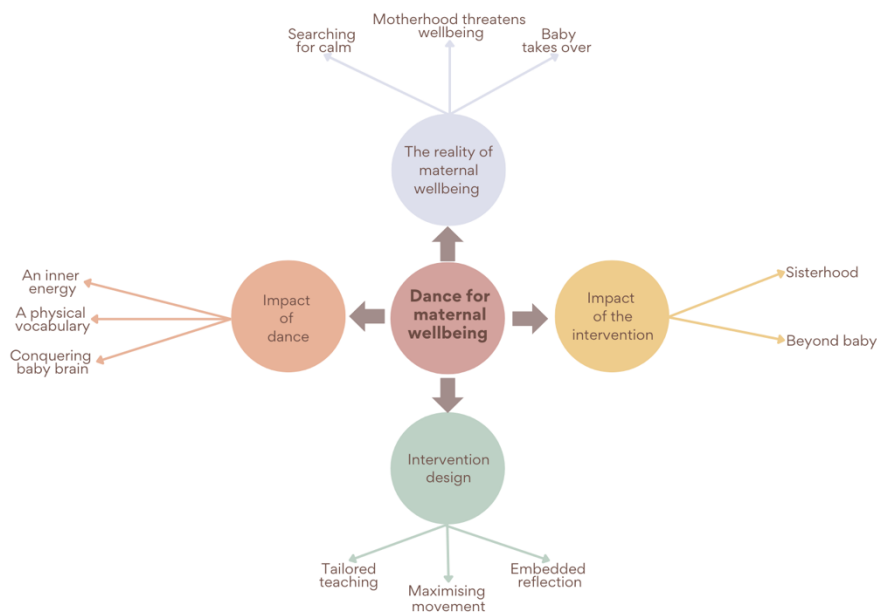 Motherhood threatens
wellbeing
Searching
for calm
Baby
takes over
The reality of
maternal
wellbeing
An inner
energy
A physical
vocabulary
Conquering
baby brain
Impact
of
dance
Dance for
maternal
wellbeing
Impact
of the
intervention
Sisterhood
Beyond baby
Intervention
design
Tailored
teaching
Maximising
movement
Embedded
reflection